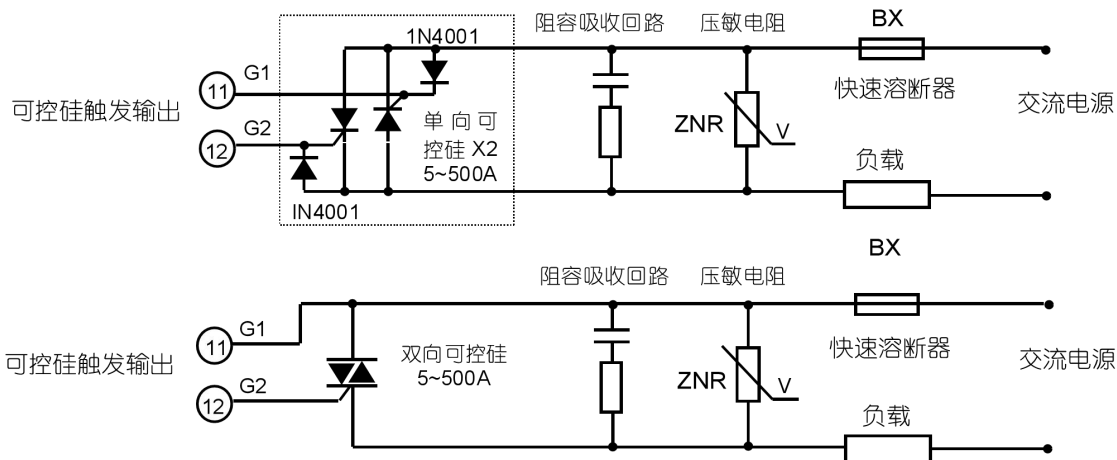 阻容吸收回路 压敏电阻 BX
1N4001
可控硅触发输出 11 G1
快速溶断器
交流电源
单向可
控硅 X2
5~500A
ZNR V
12 G2
负载
IN4001
BX
阻容吸收回路 压敏电阻
可控硅触发输出 11 G1
快速溶断器
交流电源
双向可控硅
5~500A
ZNR V
12 G2
负载